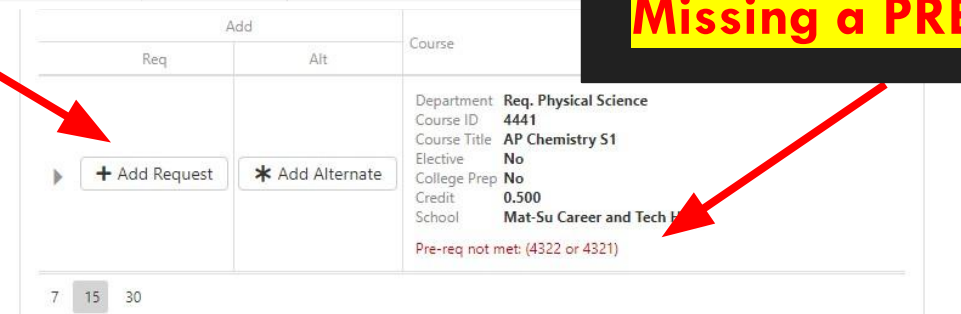 Missing a PRE
Add
Course
Req
Alt
Department Req. Physical Science
Course ID 4441
Course Title AP Chemistry S1
Elective No
+ Add Request
✱ Add Alternate
College Prep No
Credit 0.500
School Mat-Su Career and Tech H
Pre-req not met: (4322 or 4321)
7 15 30